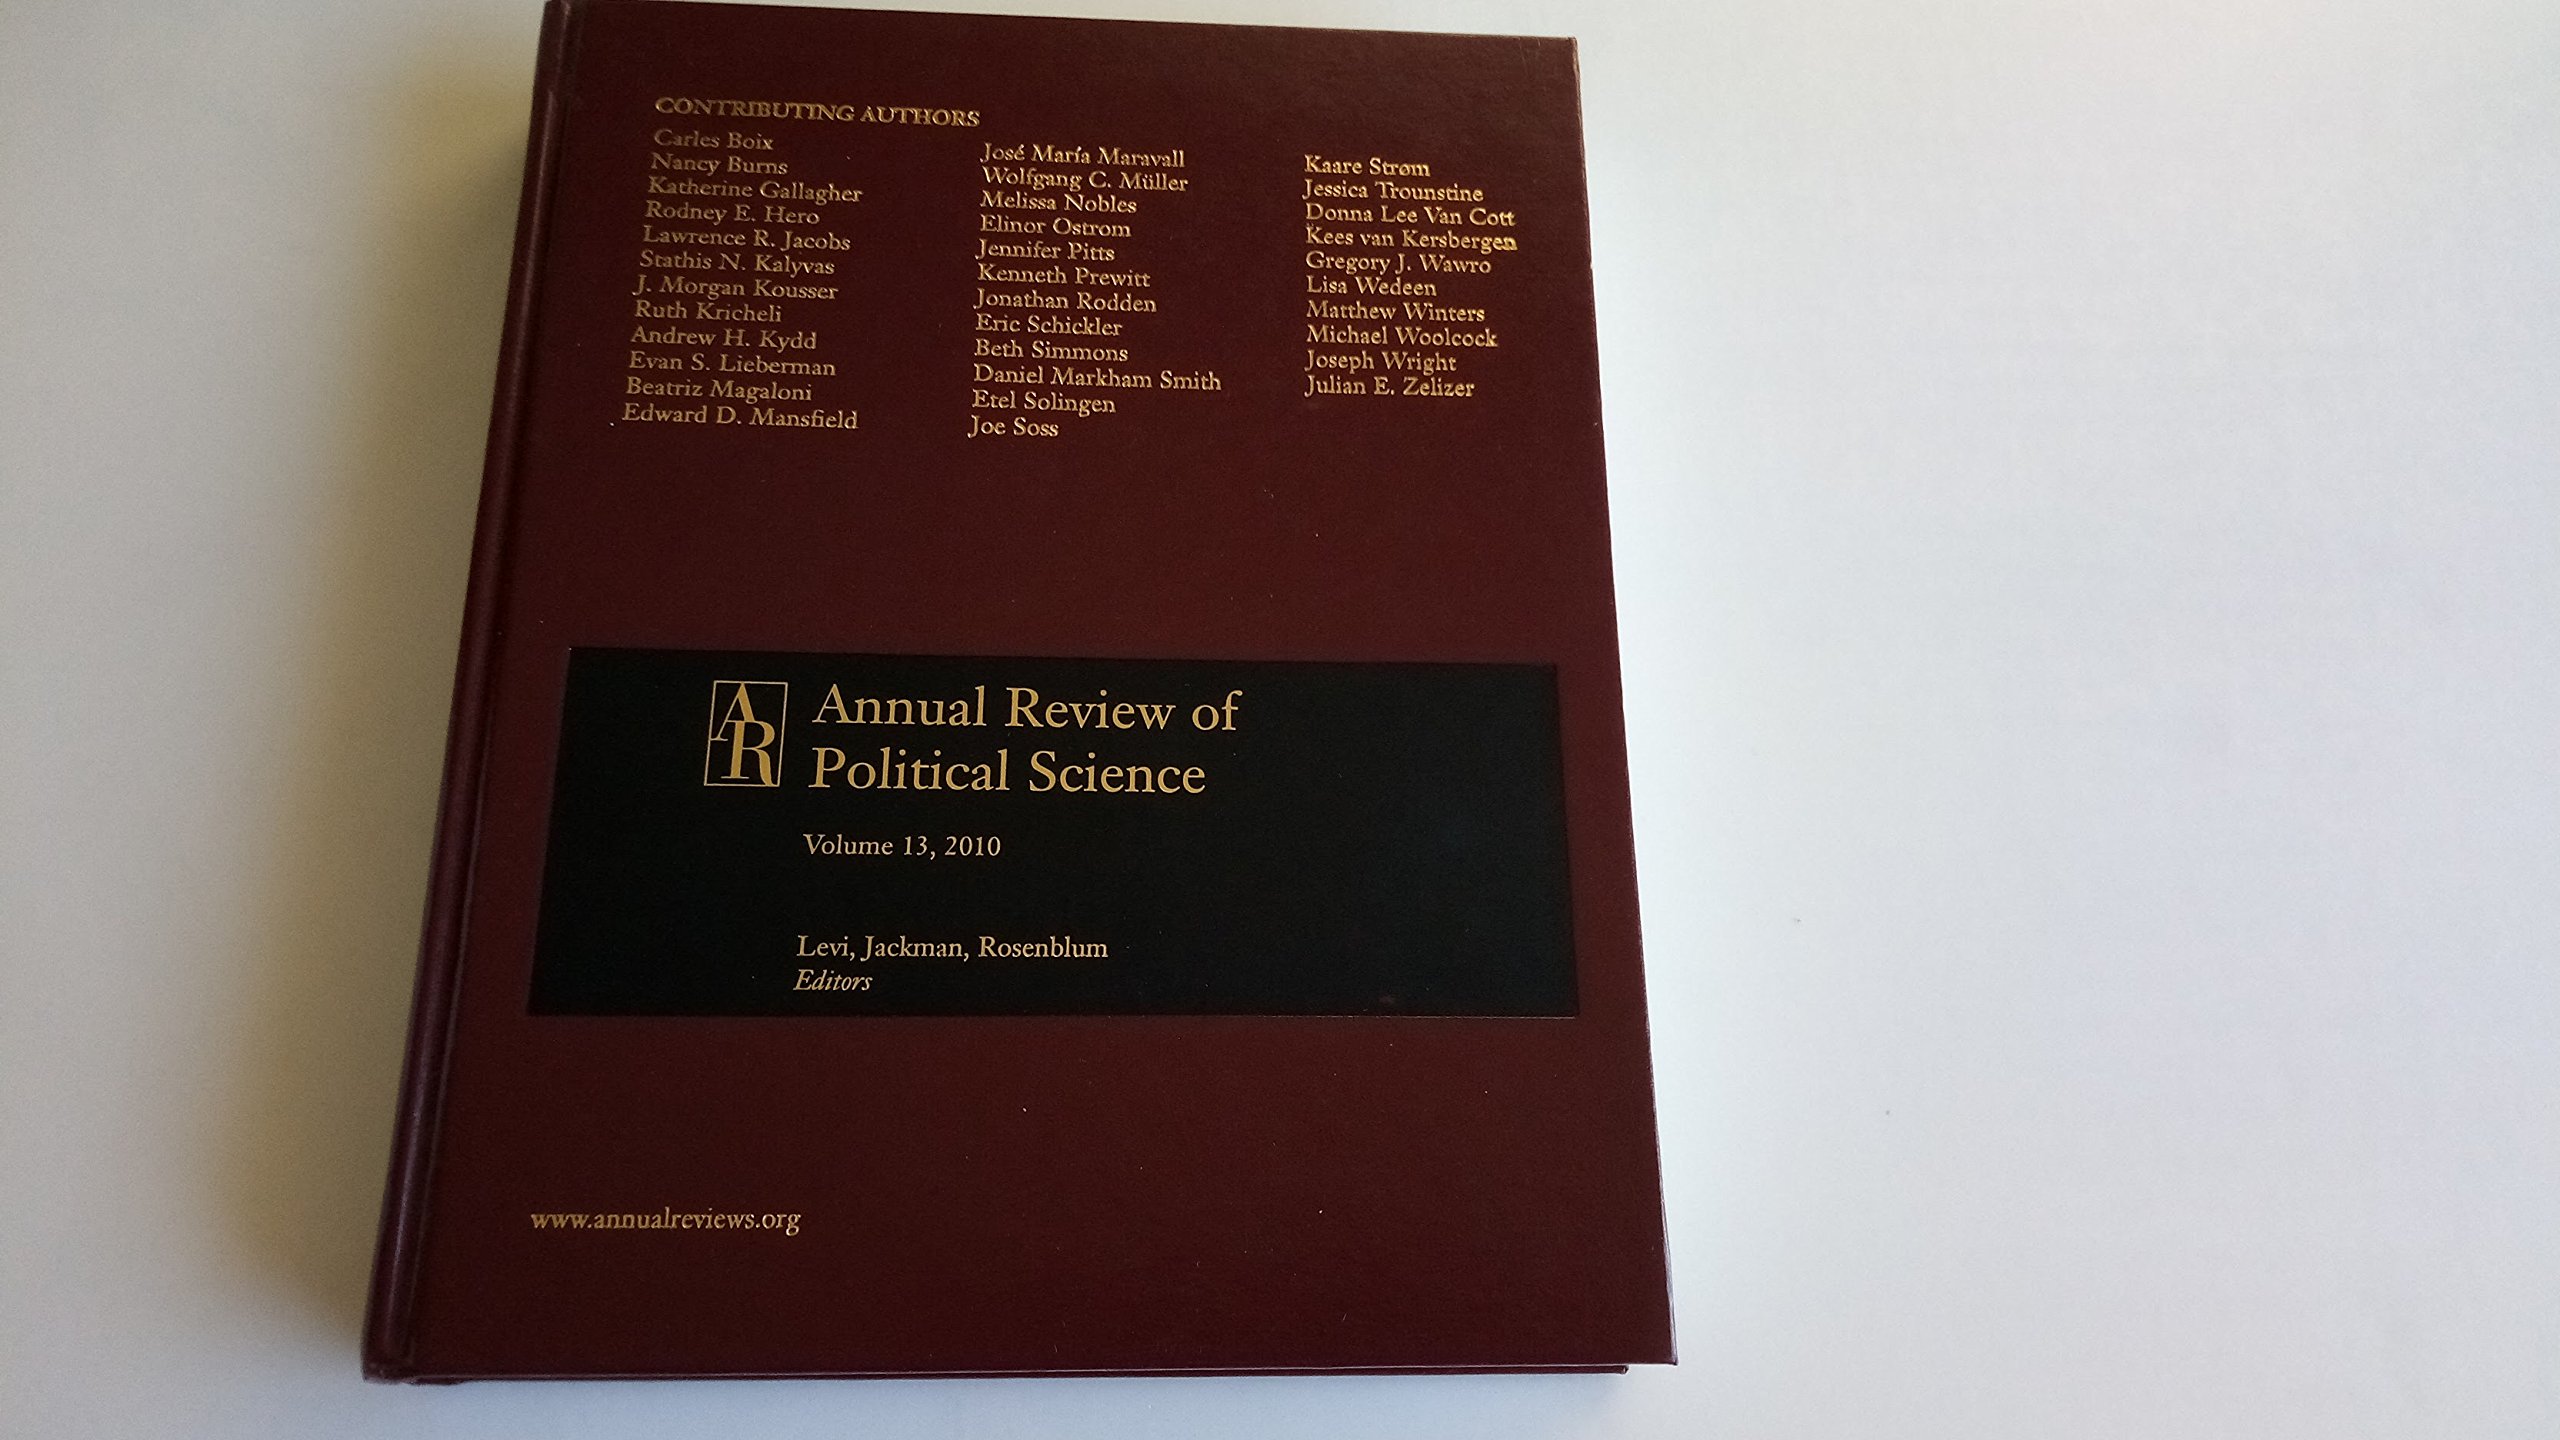 CONTRIBUTING AUTHORS
Carles Boix
Nancy Burns
Katherine Gallagher
Rodney E. Hero
Lawrence R. Jacobs
Stathis N. Kalyvas
J. Morgan Kousser
Ruth Kricheli
Andrew H. Kydd
Evan S. Lieberman
Beatriz Magaloni
Edward D. Mansfield
José María Maravall
Wolfgang C. Müller
Melissa Nobles
Elinor Ostrom
Jennifer Pitts
Kenneth Prewitt
Jonathan Rodden
Eric Schickler
Beth Simmons
Daniel Markham Smith
Etel Solingen
Joe Soss
Kaare Strøm
Jessica Trounstine
Donna Lee Van Cott
Kees van Kersbergen
Gregory J. Wawro
Lisa Wedeen
Matthew Winters
Michael Woolcock
Joseph Wright
Julian E. Zelizer
AR
Annual Review of
Political Science
Volume 13, 2010
Levi, Jackman, Rosenblum
Editors
www.annualreviews.org